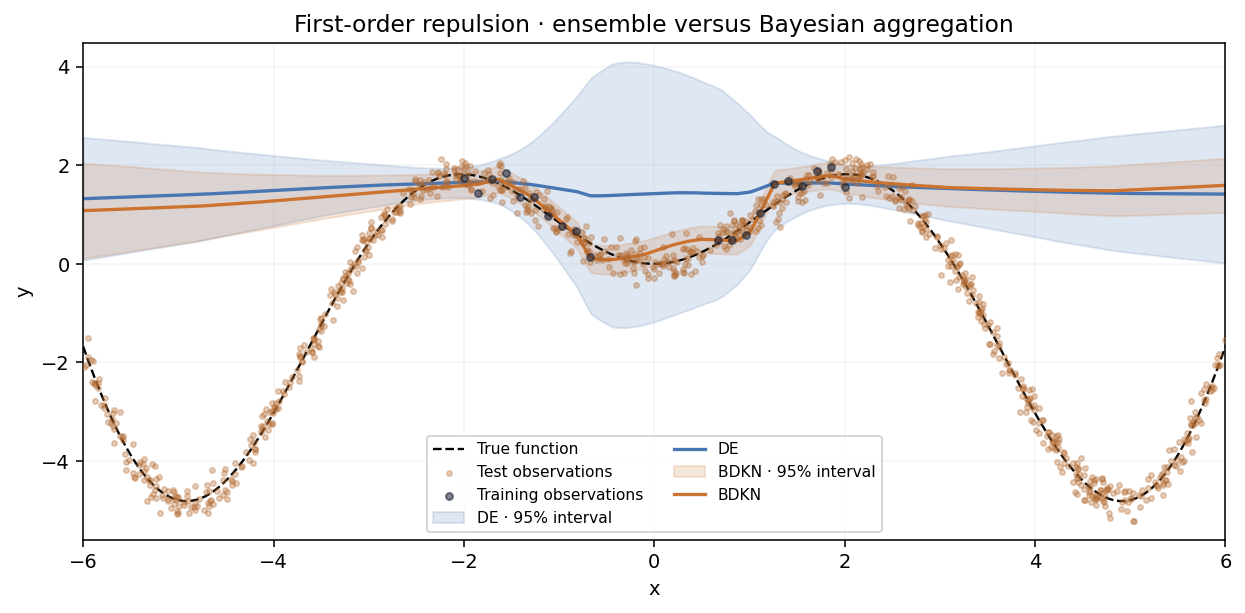 First-order repulsion · ensemble versus Bayesian aggregation
4
2
0
−2
−4
y
True function
Test observations
Training observations
DE · 95% interval
DE
BDKN · 95% interval
BDKN
−6
−4
−2
0
2
4
6
x